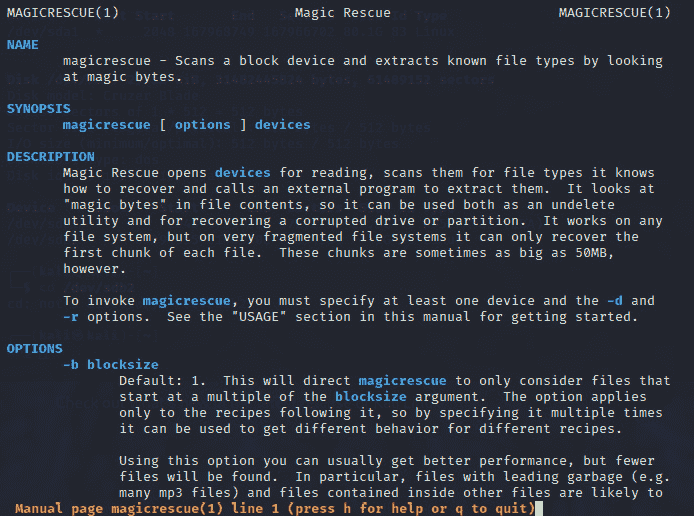 MAGICRESCUE(1) Magic Rescue MAGICRESCUE(1)
NAME
magicrescue - Scans a block device and extracts known file types by looking
at magic bytes.
SYNOPSIS
magicrescue [ options ] devices
DESCRIPTION
Magic Rescue opens devices for reading, scans them for file types it knows
how to recover and calls an external program to extract them.  It looks at
"magic bytes" in file contents, so it can be used both as an undelete
utility and for recovering a corrupted drive or partition.  It works on any
file system, but on very fragmented file systems it can only recover the
first chunk of each file.  These chunks are sometimes as big as 50MB,
however.
To invoke magicrescue, you must specify at least one device and the -d and
-r options.  See the "USAGE" section in this manual for getting started.
OPTIONS
-b blocksize
Default: 1.  This will direct magicrescue to only consider files that
start at a multiple of the blocksize argument.  The option applies
only to the recipes following it, so by specifying it multiple times
it can be used to get different behavior for different recipes.
Using this option you can usually get better performance, but fewer
files will be found.  In particular, files with leading garbage (e.g.
many mp3 files) and files contained inside other files are likely to
Manual page magicrescue(1) line 1 (press h for help or q to quit)